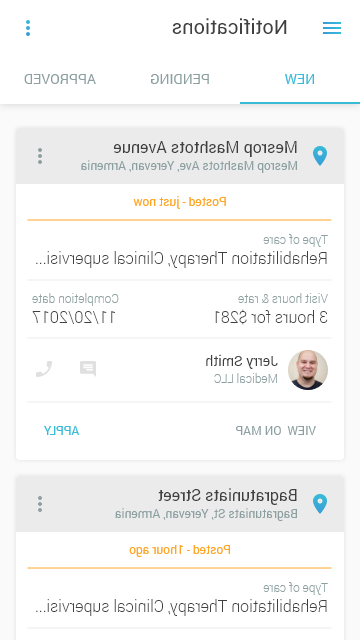 Notifications
NEW
PENDING
APPROVED
Mesrop Mashtots Avenue
Mesrop Mashtots Ave, Yerevan, Armenia
Posted - just now
Type of care
Rehabilitation Therapy, Clinical supervisi...
Visit hours & rate
Completion date
3 hours for $281
11/20/2017
Jerry Smith
Medical LLC
VIEW ON MAP
APPLY
Bagratuniats Street
Bagratuniats St, Yerevan, Armenia
Posted - 1 hour ago
Type of care
Rehabilitation Therapy, Clinical supervisi...